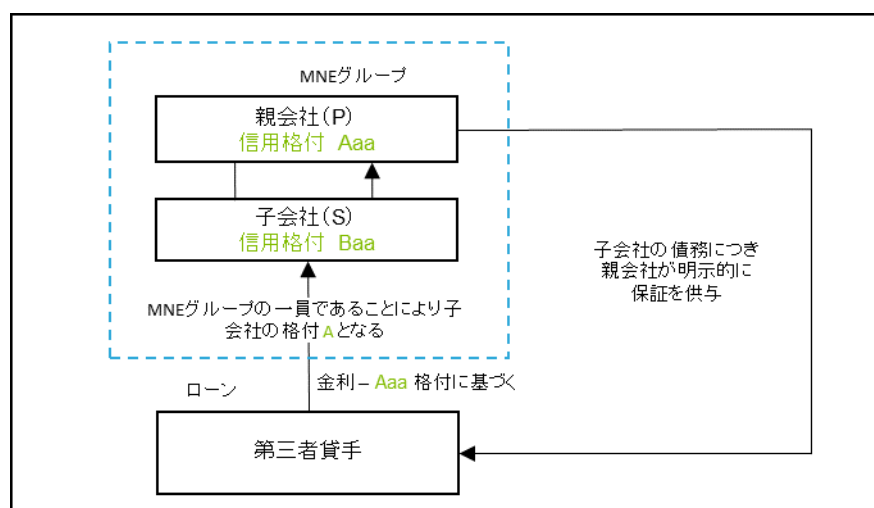 MNEグループ
親会社(P)
信用格付 Aaa
子会社(S)
信用格付 Baa
子会社の債務につき
親会社が明示的に
保証を供与
MNEグループの一員であることにより子
会社の格付Aとなる
ローン
金利– Aaa 格付に基づく
第三者貸手